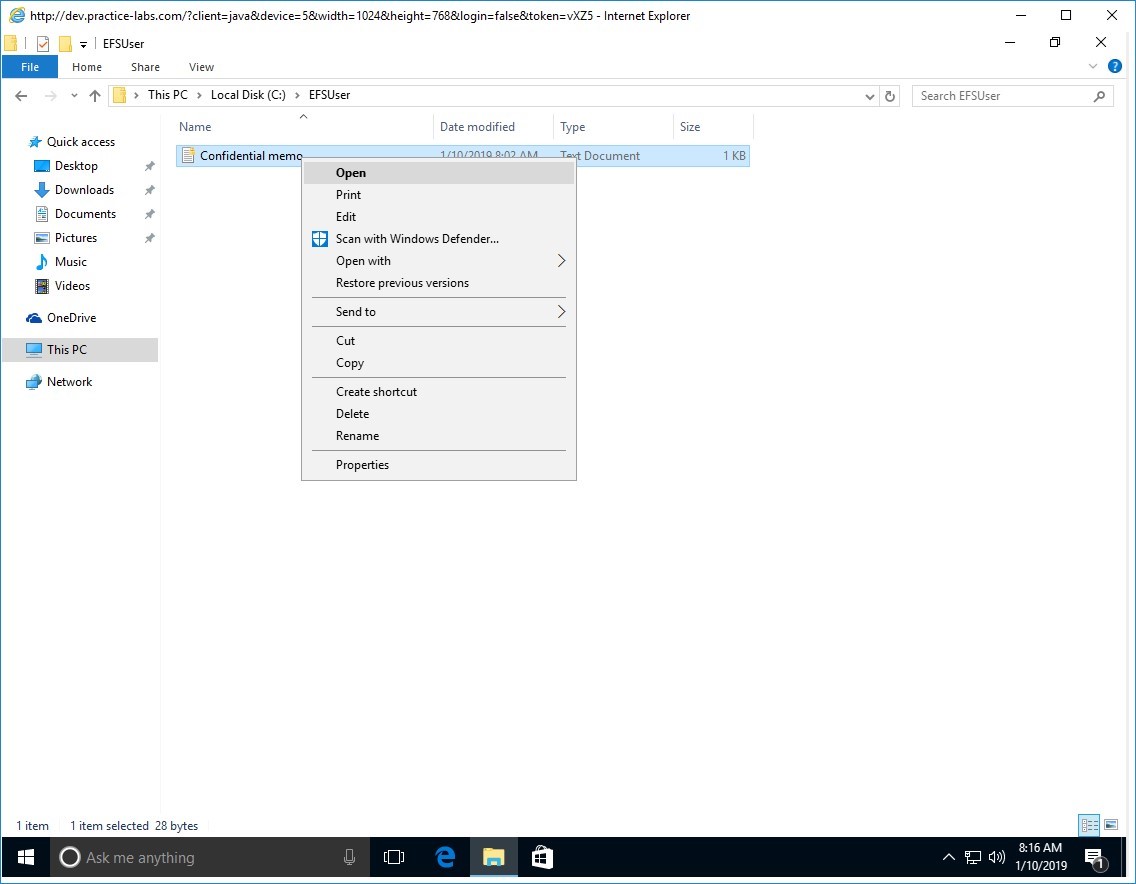 http://dev.practice-labs.com/?client=java&device=5&width=1024&height=768&login=false&token=vXZ5 - Internet Explorer
EFSUser
File Home Share View
This PC Local Disk (C:) EFSUser
Search EFSUser
Name Date modified Type Size
Quick access
Desktop
Downloads
Documents
Pictures
Music
Videos
OneDrive
This PC
Network
Confidential memo 1/10/2019 8:02 AM Text Document 1 KB
Open
Print
Edit
Scan with Windows Defender...
Open with
Restore previous versions
Send to
Cut
Copy
Create shortcut
Delete
Rename
Properties
1 item 1 item selected 28 bytes
Ask me anything
8:16 AM
1/10/2019
1